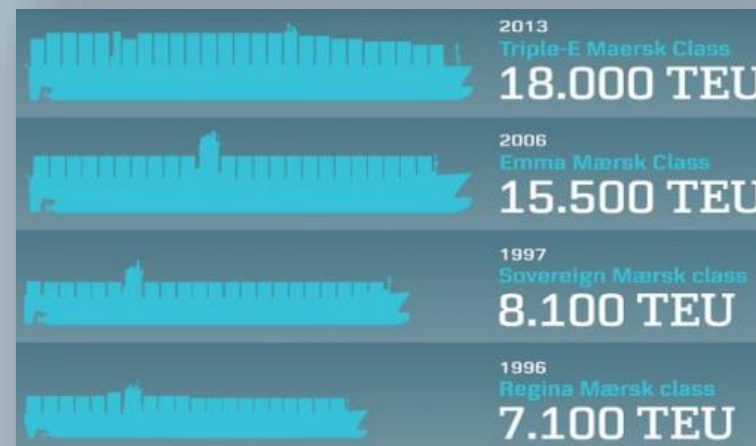 2013
Triple-E Maersk Class
18.000 TEU
2006
Emma Mærsk Class
15.500 TEU
1997
Sovereign Mærsk class
8.100 TEU
1996
Regina Mærsk class
7.100 TEU